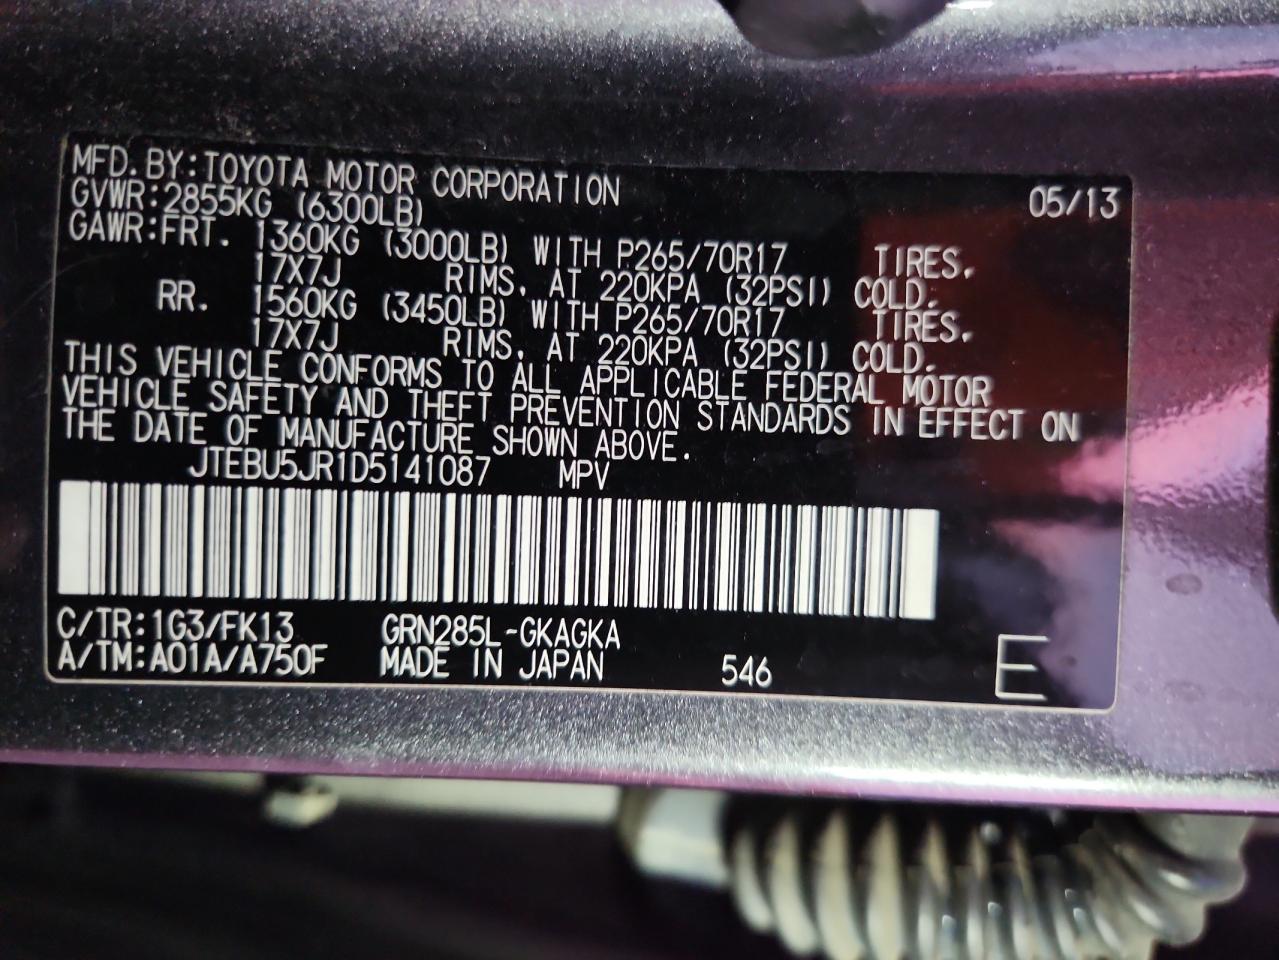 MFD.BY:TOYOTA MOTOR CORPORATION 05/13
GVWR:2855KG (6300LB)
GAWR:FRT. 1360KG (3000LB) WITH P265/70R17 TIRES,
17X7J RIMS, AT 220KPA (32PSI) COLD.
RR. 1560KG (3450LB) WITH P265/70R17 TIRES,
17X7J RIMS, AT 220KPA (32PSI) COLD.
THIS VEHICLE CONFORMS TO ALL APPLICABLE FEDERAL MOTOR
VEHICLE SAFETY AND THEFT PREVENTION STANDARDS IN EFFECT ON
THE DATE OF MANUFACTURE SHOWN ABOVE.
JTEBU5JR1D5141087 MPV
C/TR:1G3/FK13 GRN285L-GKAGKA
A/TM:A01A/A750F MADE IN JAPAN 546 E